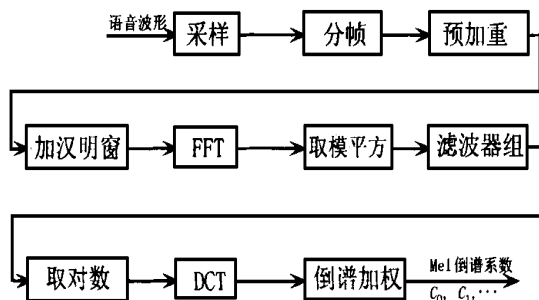 语音波形
采样
分帧
预加重
加汉明窗
FFT
取模平方
滤波器组
取对数
DCT
倒谱加权
Mel倒谱系数
C₀, C₁,···